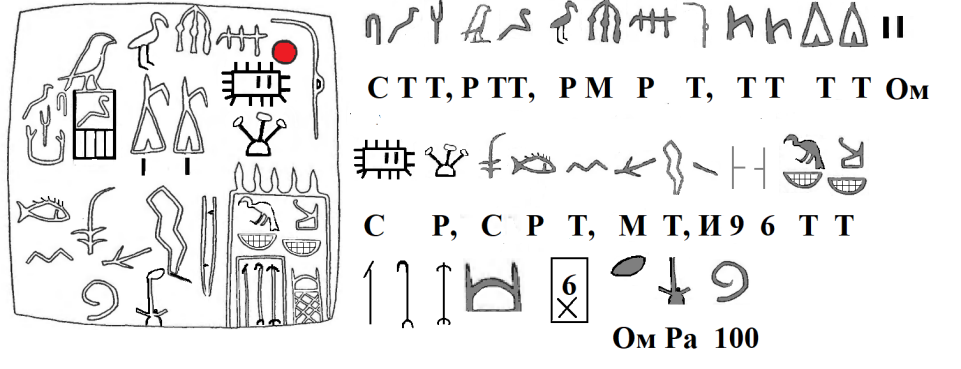 С Т Т, Р Т Т, Р М Р Т, Т Т Т Т Ом
С Р, С Р Т, М Т, И 9 6 Т Т
6
Ом Ра 100